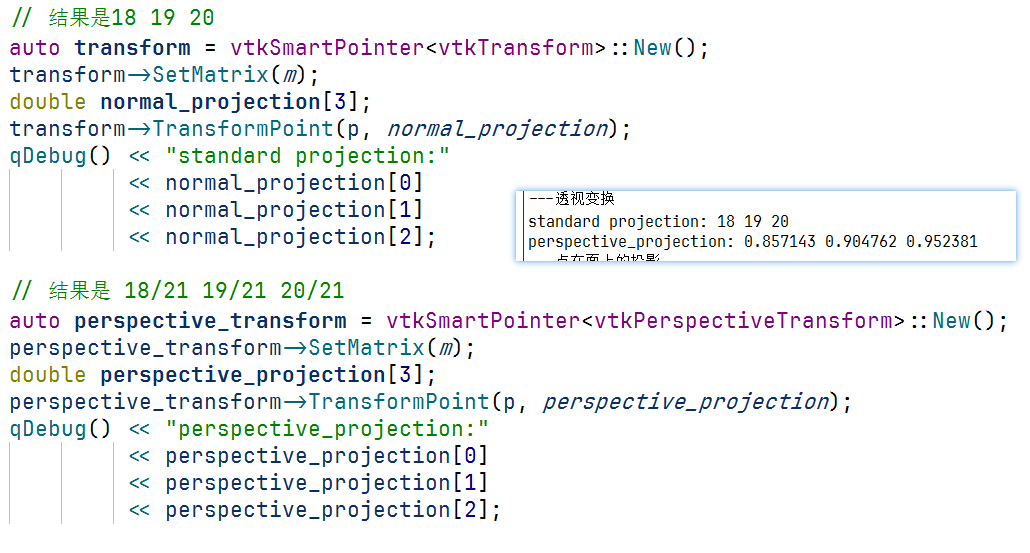 // 结果是18 19 20
auto transform = vtkSmartPointer<vtkTransform>::New();
transform->SetMatrix(m);
double normal_projection[3];
transform->TransformPoint(p, normal_projection);
qDebug() << "standard projection:"
<< normal_projection[0]
<< normal_projection[1]
<< normal_projection[2];
---透视变换
standard projection: 18 19 20
perspective_projection: 0.857143 0.904762 0.952381
// 结果是 18/21 19/21 20/21
auto perspective_transform = vtkSmartPointer<vtkPerspectiveTransform>::New();
perspective_transform->SetMatrix(m);
double perspective_projection[3];
perspective_transform->TransformPoint(p, perspective_projection);
qDebug() << "perspective_projection:"
<< perspective_projection[0]
<< perspective_projection[1]
<< perspective_projection[2];